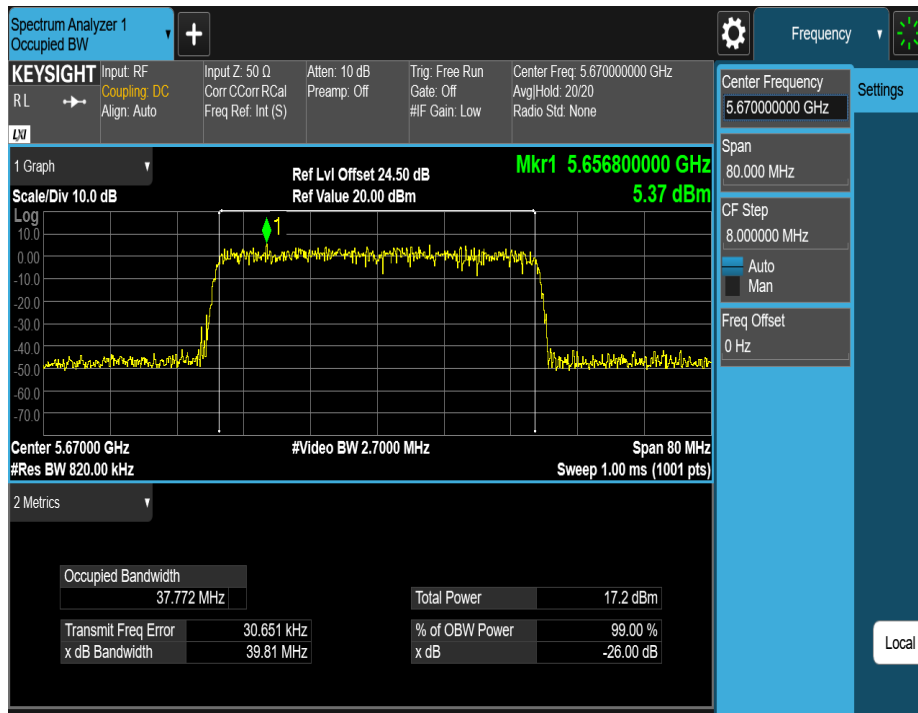 Spectrum Analyzer 1
Occupied BW
+
Frequency
KEYSIGHT
RL
LXI
Input: RF
Coupling: DC
Align: Auto
Input Z: 50 Ω
Corr CCorr RCal
Freq Ref: Int (S)
Atten: 10 dB
Preamp: Off
Trig: Free Run
Gate: Off
#IF Gain: Low
Center Freq: 5.670000000 GHz
Avg|Hold: 20/20
Radio Std: None
Center Frequency
5.670000000 GHz
Settings
Span
80.000 MHz
CF Step
8.000000 MHz
Auto
Man
Freq Offset
0 Hz
1 Graph
Scale/Div 10.0 dB
Ref Lvl Offset 24.50 dB
Ref Value 20.00 dBm
Mkr1 5.656800000 GHz
5.37 dBm
Log
10.0
0.00
-10.0
-20.0
-30.0
-40.0
-50.0
-60.0
-70.0
1
Center 5.67000 GHz
#Res BW 820.00 kHz
#Video BW 2.7000 MHz
Span 80 MHz
Sweep 1.00 ms (1001 pts)
2 Metrics
Occupied Bandwidth
37.772 MHz
Total Power 17.2 dBm
Transmit Freq Error 30.651 kHz
% of OBW Power 99.00 %
x dB Bandwidth 39.81 MHz
x dB -26.00 dB
Local